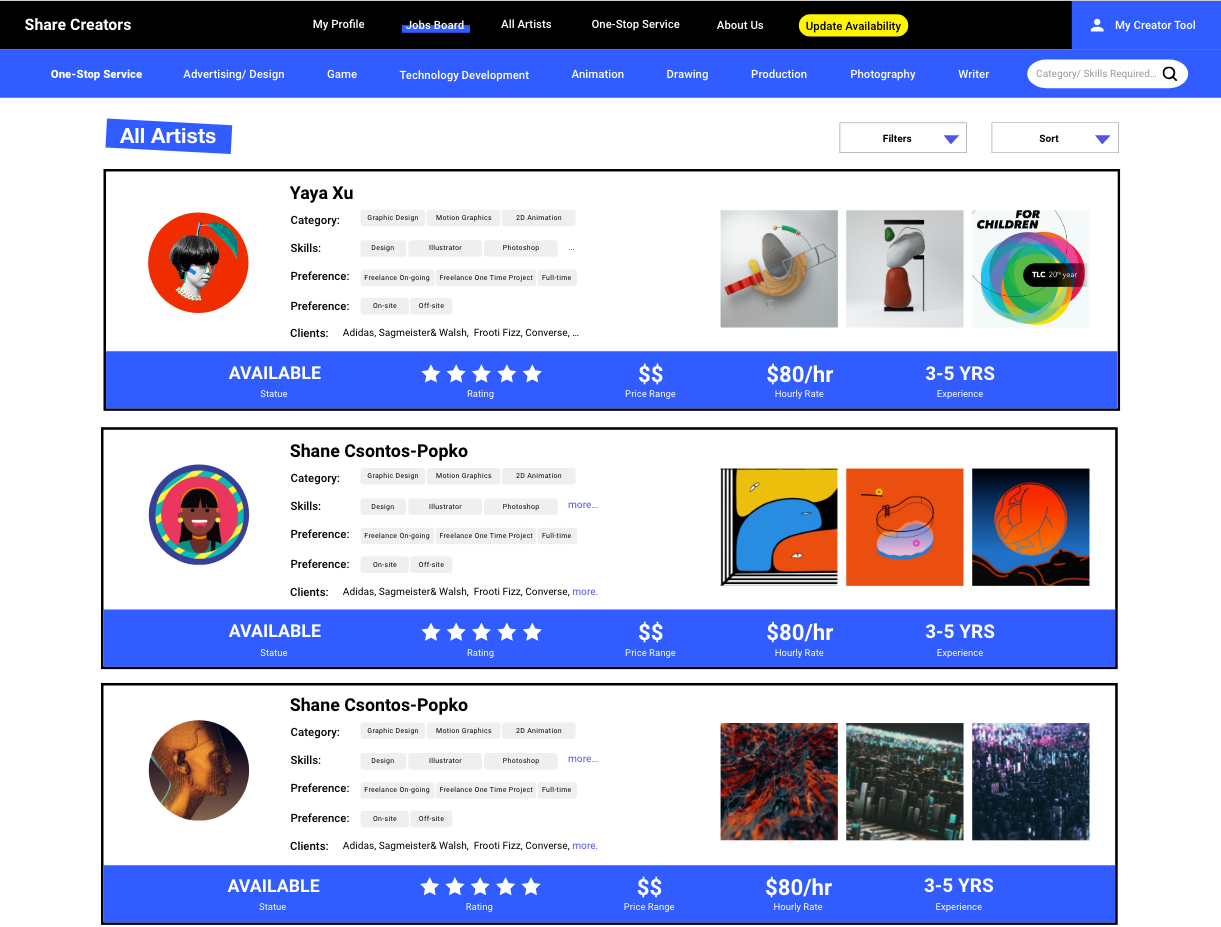 Share Creators
My Profile Jobs Board All Artists One-Stop Service About Us Update Availability My Creator Tool
One-Stop Service Advertising/ Design Game Technology Development Animation Drawing Production Photography Writer Category/ Skills Required...
All Artists
Filters Sort
Yaya Xu
Category: Graphic Design Motion Graphics 2D Animation
Skills: Design Illustrator Photoshop ...
Preference: Freelance On-going Freelance One Time Project Full-time
Preference: On-site Off-site
Clients: Adidas, Sagmeister& Walsh, Frooti Fizz, Converse, ...
FOR
CHILDREN
TLC 20th year
AVAILABLE $$ $80/hr 3-5 YRS
Statue Rating Price Range Hourly Rate Experience
Shane Csontos-Popko
Category: Graphic Design Motion Graphics 2D Animation
Skills: Design Illustrator Photoshop more...
Preference: Freelance On-going Freelance One Time Project Full-time
Preference: On-site Off-site
Clients: Adidas, Sagmeister& Walsh, Frooti Fizz, Converse, more.
AVAILABLE $$ $80/hr 3-5 YRS
Statue Rating Price Range Hourly Rate Experience
Shane Csontos-Popko
Category: Graphic Design Motion Graphics 2D Animation
Skills: Design Illustrator Photoshop more...
Preference: Freelance On-going Freelance One Time Project Full-time
Preference: On-site Off-site
Clients: Adidas, Sagmeister& Walsh, Frooti Fizz, Converse, more.
AVAILABLE $$ $80/hr 3-5 YRS
Statue Rating Price Range Hourly Rate Experience